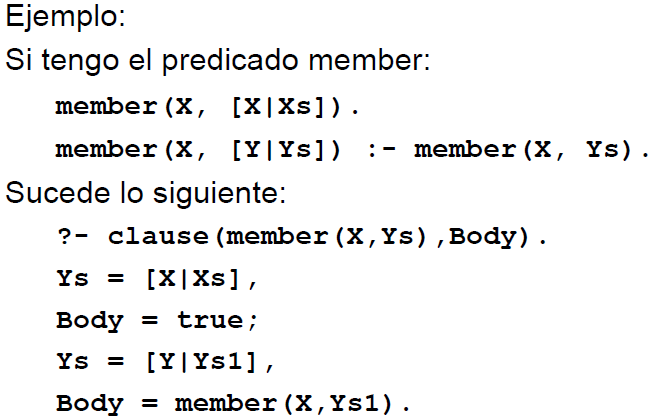 Ejemplo:
Si tengo el predicado member:
member(X, [X|Xs]).
member(X, [Y|Ys]) :- member(X, Ys).
Sucede lo siguiente:
?- clause(member(X,Ys),Body).
Ys = [X|Xs],
Body = true;
Ys = [Y|Ys1],
Body = member(X,Ys1).